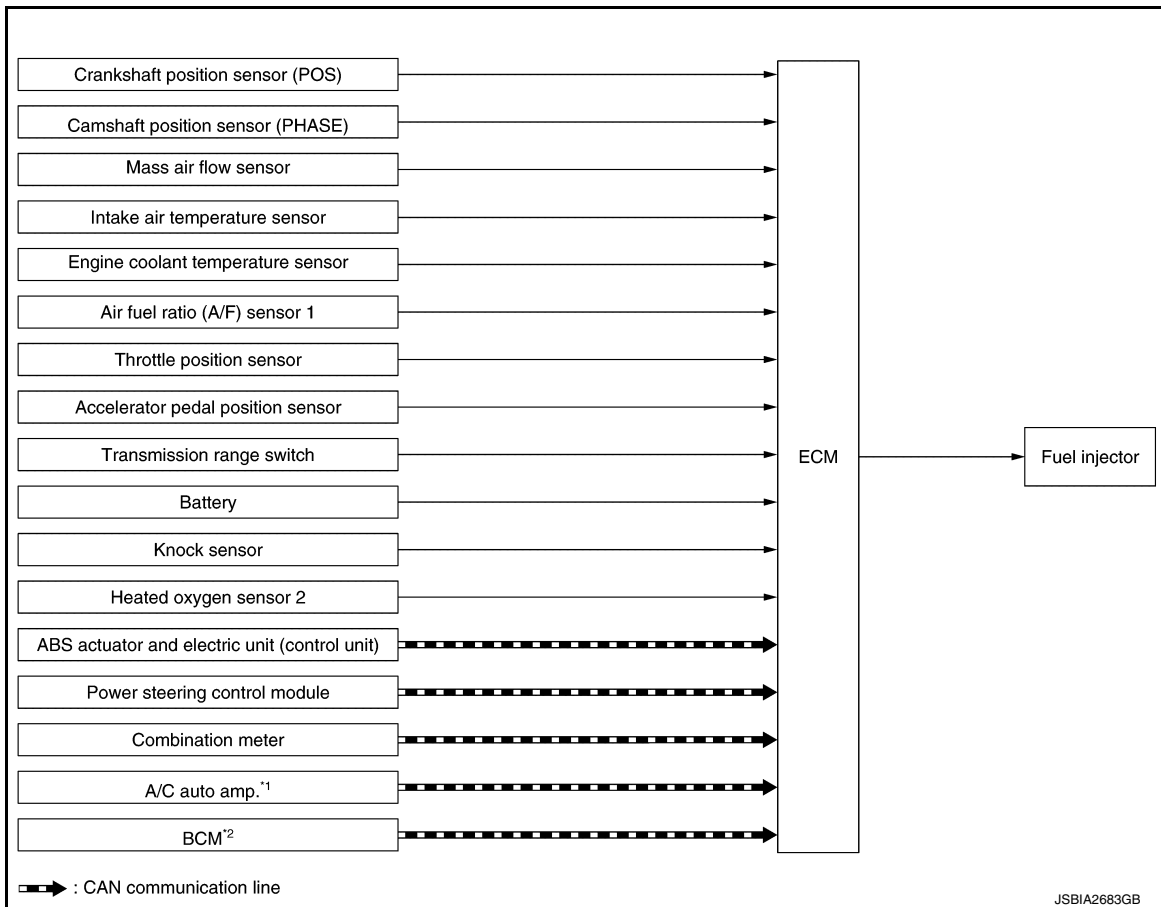 Crankshaft position sensor (POS)
Camshaft position sensor (PHASE)
Mass air flow sensor
Intake air temperature sensor
Engine coolant temperature sensor
Air fuel ratio (A/F) sensor 1
Throttle position sensor
Accelerator pedal position sensor
Transmission range switch
Battery
Knock sensor
Heated oxygen sensor 2
ABS actuator and electric unit (control unit)
Power steering control module
Combination meter
A/C auto amp.*1
BCM*2
ECM
Fuel injector
: CAN communication line
JSBIA2683GB